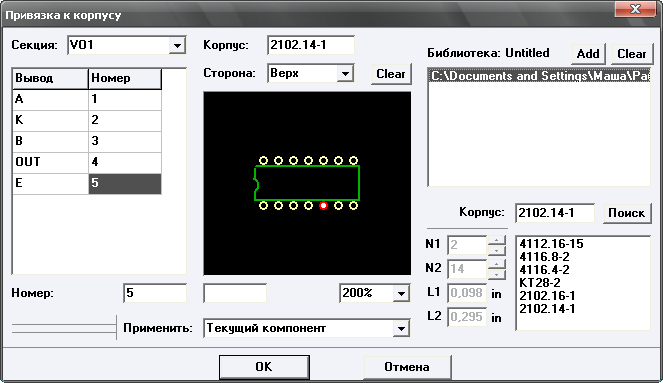 Привязка к корпусу
Секция: VO1
Корпус: 2102.14-1
Библиотека: Untitled Add Clear
Вывод Номер
A 1
K 2
B 3
OUT 4
E 5
Сторона: Верх Clear
C:\Documents and Settings\Маша\Ра
Корпус: 2102.14-1 Поиск
N1 2
N2 14
L1 0,098 in
L2 0,295 in
4112.16-15
4116.8-2
4116.4-2
КТ28-2
2102.16-1
2102.14-1
Номер: 5
200%
Применить: Текущий компонент
OK
Отмена